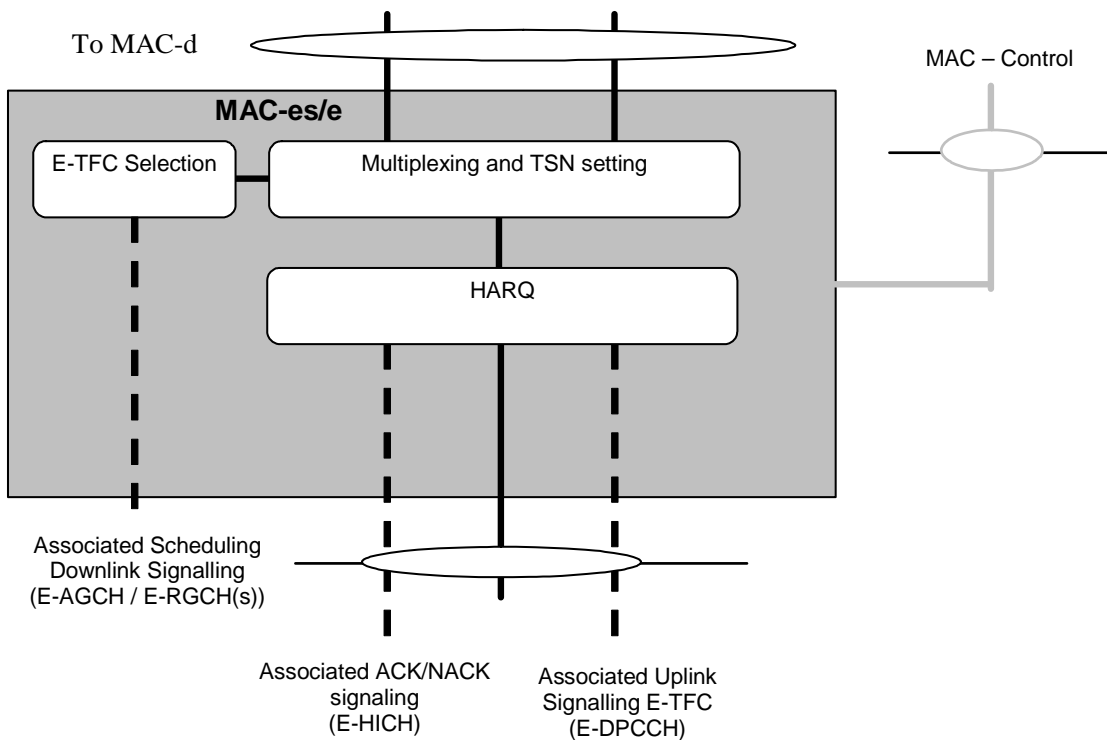 To MAC-d
MAC – Control
MAC-es/e
E-TFC Selection
Multiplexing and TSN setting
HARQ
Associated Scheduling
Downlink Signalling
(E-AGCH / E-RGCH(s))
Associated ACK/NACK
signaling
(E-HICH)
Associated Uplink
Signalling E-TFC
(E-DPCCH)